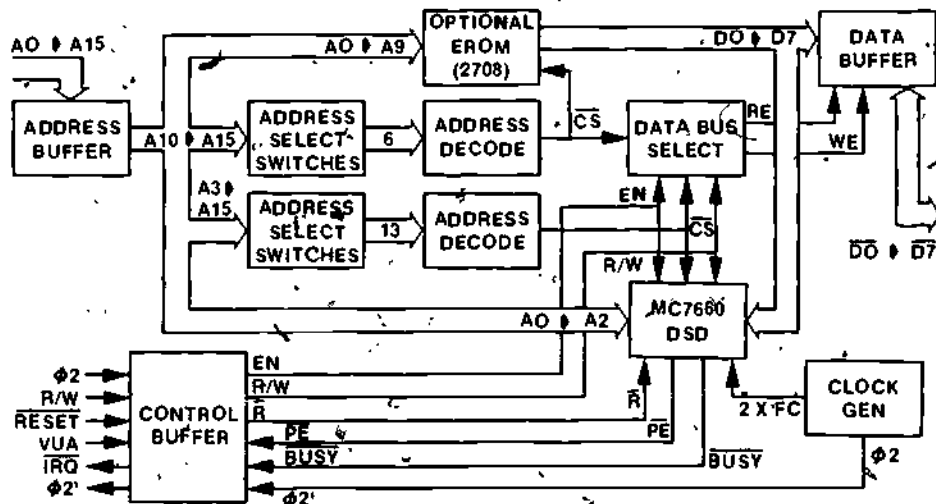 AO ▶ A15
ADDRESS
BUFFER
A10 ▶ A15
AO ▶ A9
OPTIONAL
EROM
(2708)
DO ▶ D7
DATA
BUFFER
ADDRESS
SELECT
SWITCHES
6
ADDRESS
DECODE
CS
DATA BUS
SELECT
RE
WE
A3 ▶
A15
ADDRESS
SELECT
SWITCHES
13
ADDRESS
DECODE
EN
CS
R/W
DO ▶ D7
AO ▶ A2
MC7660
DSD
φ2
R/W
RESET
VUA
IRQ
φ2'
CONTROL
BUFFER
EN
R/W
R
PE
BUSY
φ2'
R
PE
BUSY
2 X FC
CLOCK
GEN
φ2